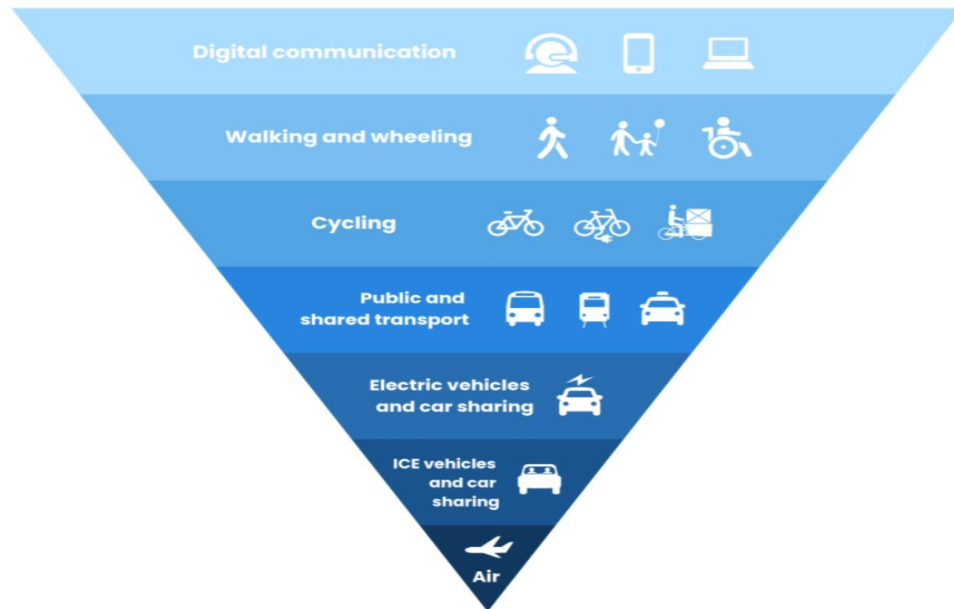 Digital communication
Walking and wheeling
Cycling
Public and
shared transport
Electric vehicles
and car sharing
ICE vehicles
and car
sharing
Air